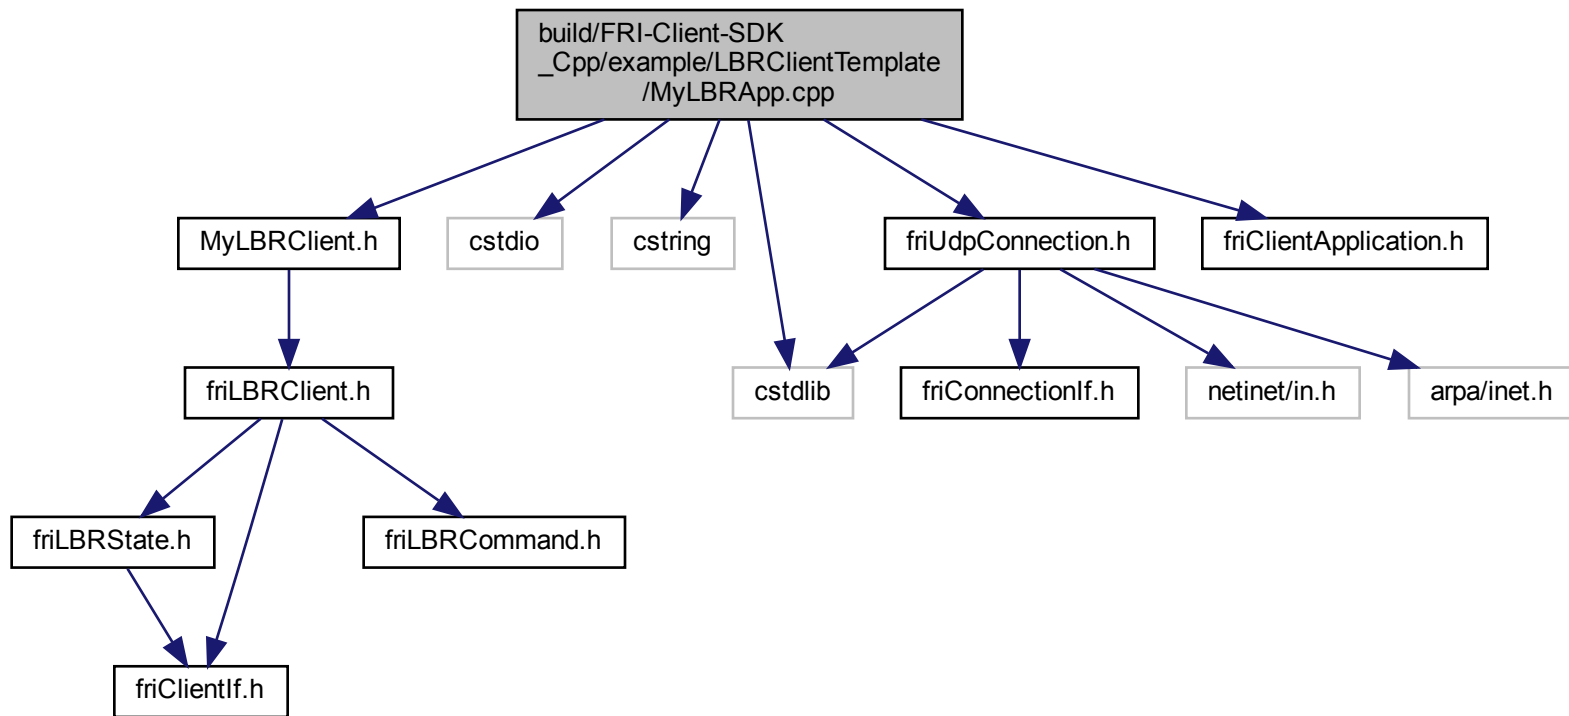 build/FRI-Client-SDK
_Cpp/example/LBRClientTemplate
/MyLBRApp.cpp
MyLBRClient.h
cstdio
cstring
friUdpConnection.h
friClientApplication.h
friLBRClient.h
cstdlib
friConnectionIf.h
netinet/in.h
arpa/inet.h
friLBRState.h
friLBRCommand.h
friClientIf.h